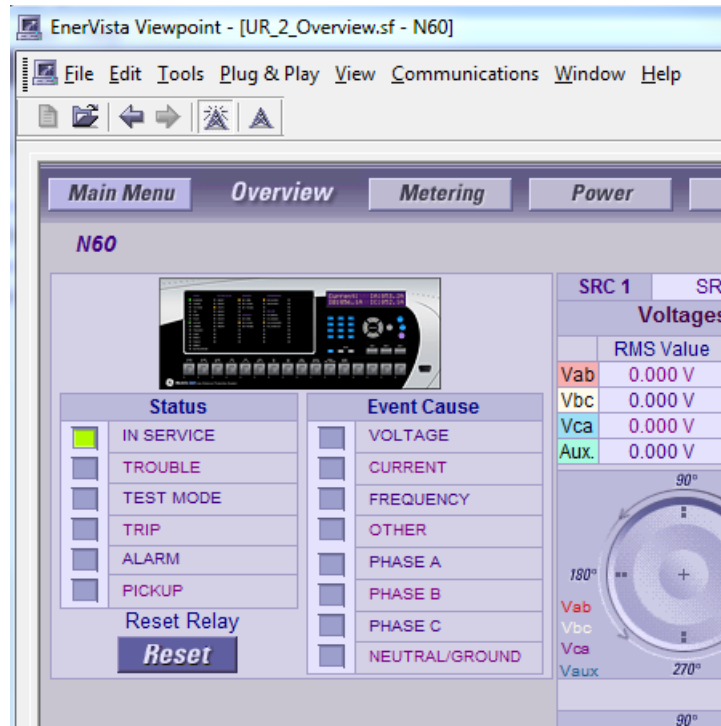 EnerVista Viewpoint - [UR_2_Overview.sf - N60]
File Edit Tools Plug & Play View Communications Window Help
Main Menu Overview Metering Power
N60
SRC 1 SR
Voltages
RMS Value
Vab 0.000 V
Vbc 0.000 V
Vca 0.000 V
Aux. 0.000 V
Status
IN SERVICE
TROUBLE
TEST MODE
TRIP
ALARM
PICKUP
Reset Relay
Reset
Event Cause
VOLTAGE
CURRENT
FREQUENCY
OTHER
PHASE A
PHASE B
PHASE C
NEUTRAL/GROUND
90°
180°
Vab
Vbc
Vca
Vaux
270°
90°